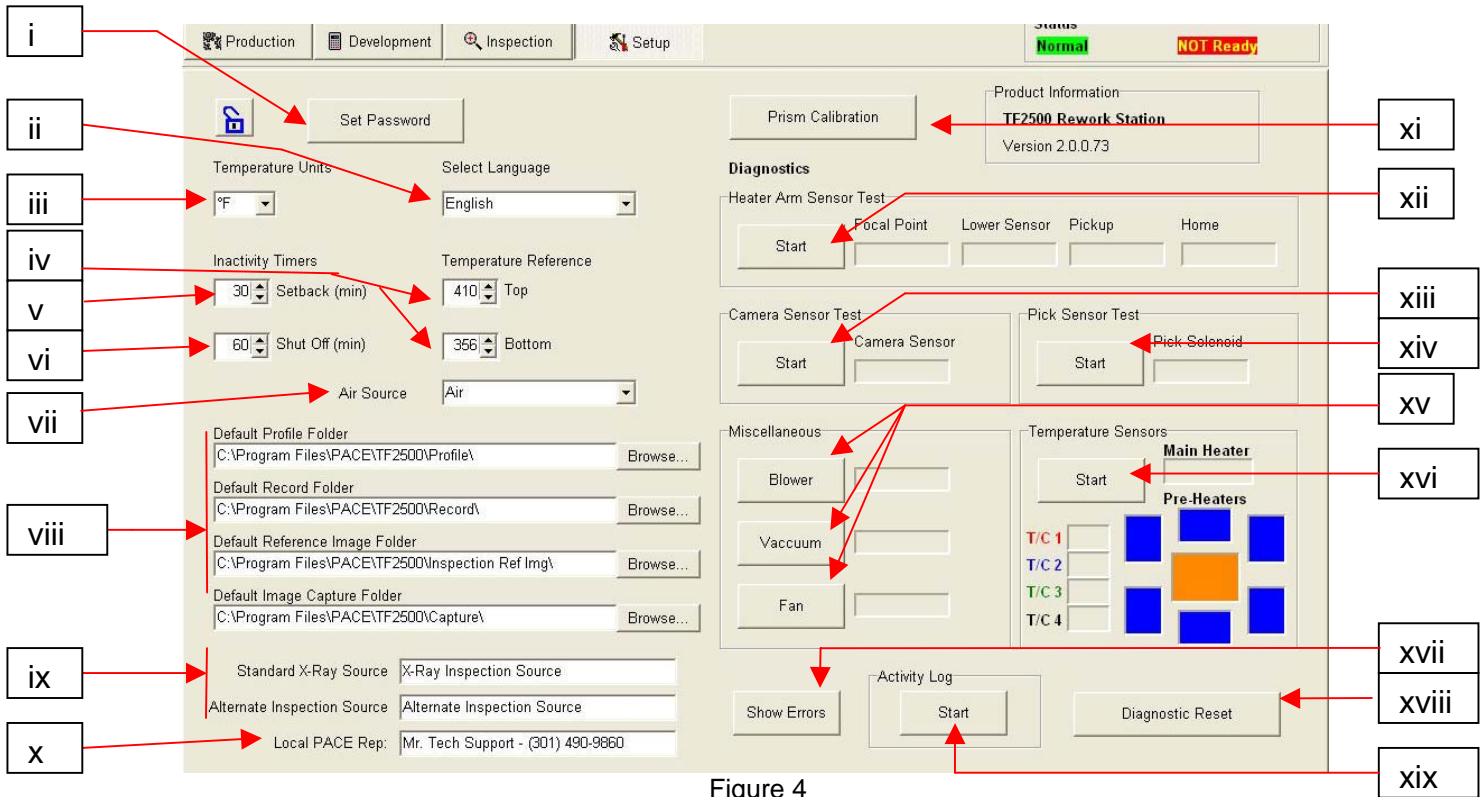 i
ii
iii
iv
v
vi
vii
viii
ix
x
Production Development Inspection Setup
Status
Normal NOT Ready
Set Password
Temperature Units Select Language
°F English
Inactivity Timers Temperature Reference
30 Setback (min) 410 Top
60 Shut Off (min) 356 Bottom
Air Source Air
Default Profile Folder
C:\Program Files\PACE\TF2500\Profile\ Browse...
Default Record Folder
C:\Program Files\PACE\TF2500\Record\ Browse...
Default Reference Image Folder
C:\Program Files\PACE\TF2500\Inspection Ref Img\ Browse...
Default Image Capture Folder
C:\Program Files\PACE\TF2500\Capture\ Browse...
Standard X-Ray Source X-Ray Inspection Source
Alternate Inspection Source Alternate Inspection Source
Local PACE Rep: Mr. Tech Support - (301) 490-9860
Prism Calibration
Product Information
TF2500 Rework Station
Version 2.0.0.73
Diagnostics
Heater Arm Sensor Test
Start Focal Point Lower Sensor Pickup Home
Camera Sensor Test
Start Camera Sensor
Pick Sensor Test
Start Pick Solenoid
Miscellaneous
Blower
Vaccuum
Fan
Temperature Sensors
Start Main Heater
Pre-Heaters
T/C 1
T/C 2
T/C 3
T/C 4
Show Errors
Activity Log
Start
Diagnostic Reset
xi
xii
xiii
xiv
xv
xvi
xvii
xviii
xix
Figure 4